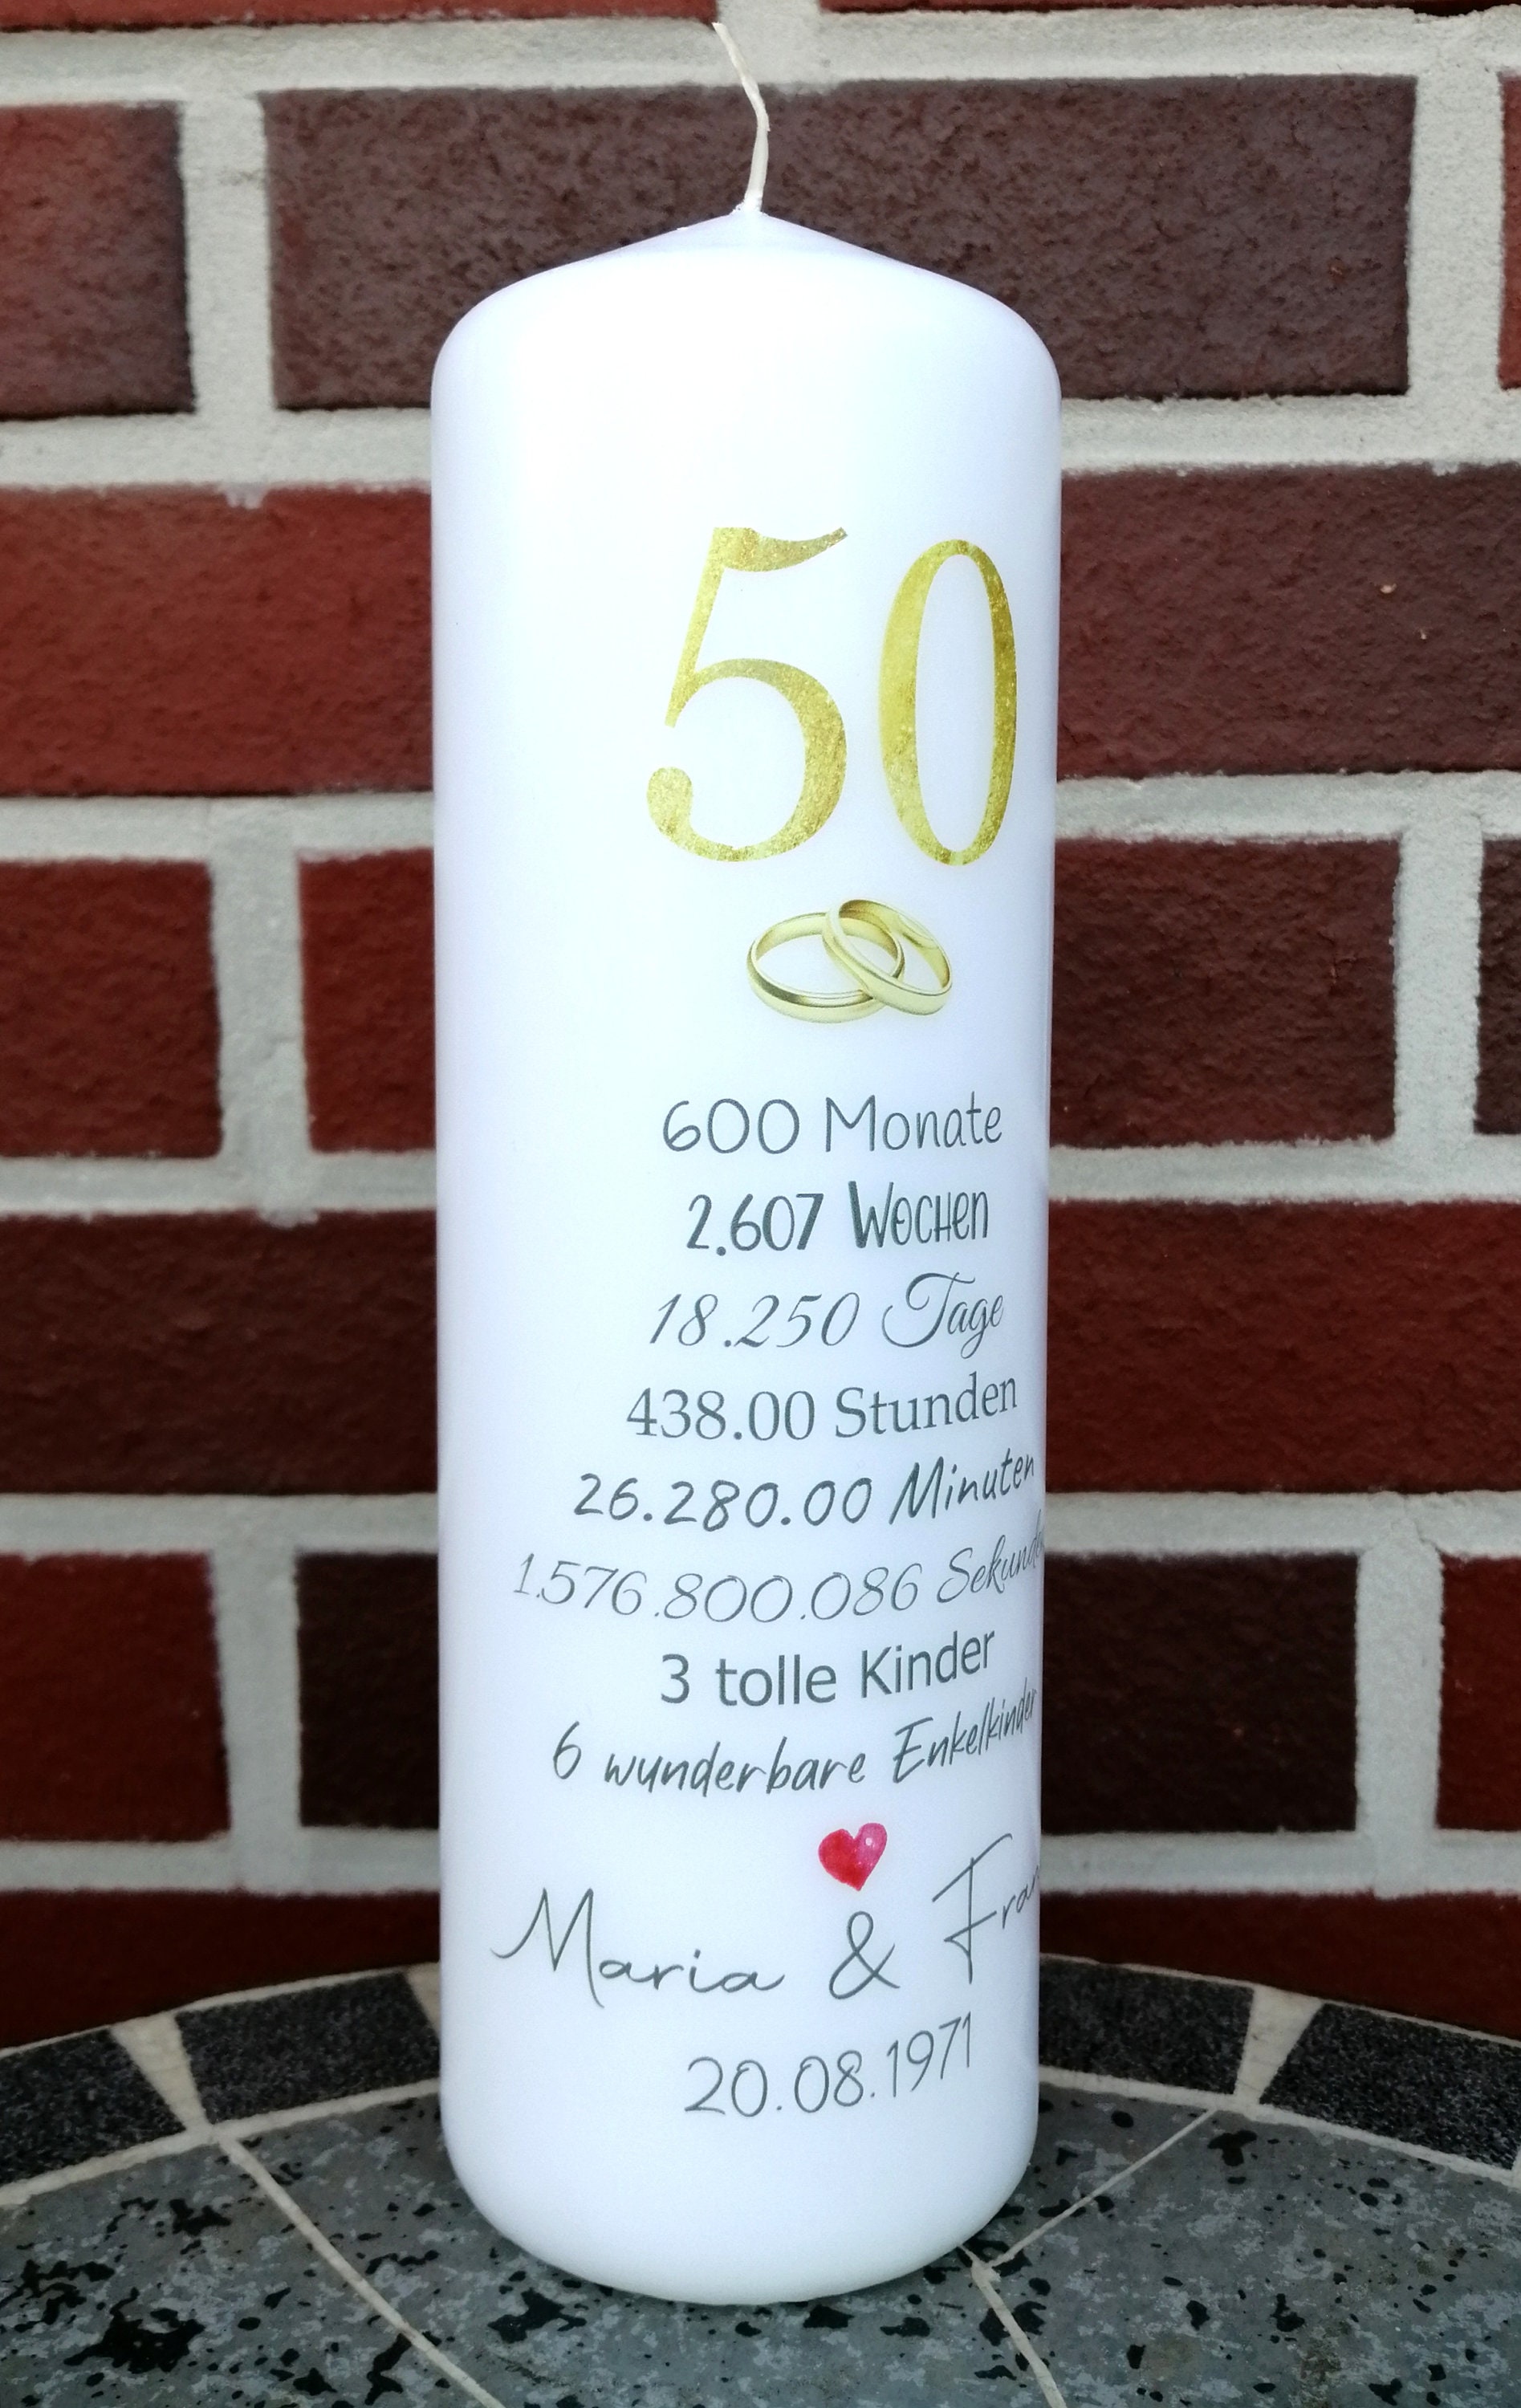 50
600 Monate
2.607 Wochen
18.250 Tage
438.00 Stunden
26.280.00 Minuten
1.576.800.086
3 tolle Kinder
6 wunderbare Enkelkinder
Maria &
20.08.1971